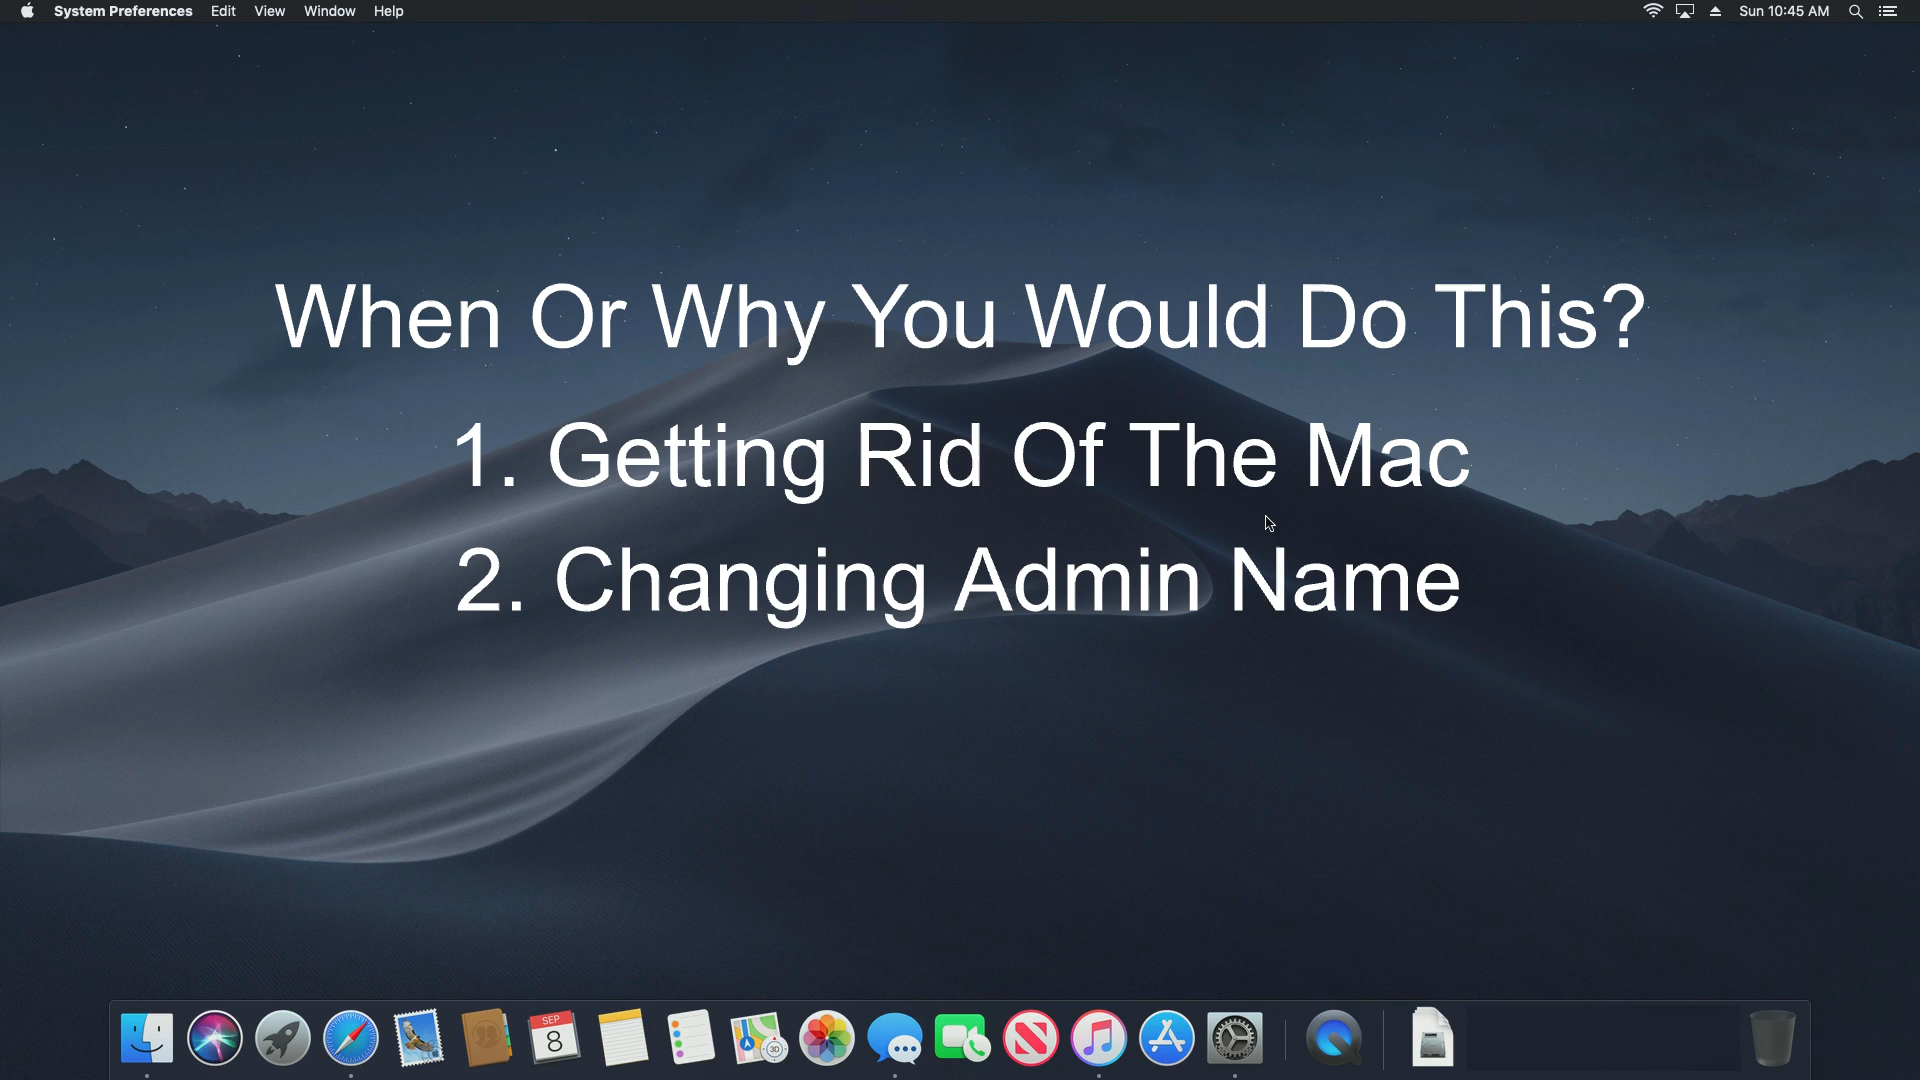 System Preferences Edit View Window Help Sun 10:45 AM
When Or Why You Would Do This?
1. Getting Rid Of The Mac
2. Changing Admin Name
SEP
8
3D